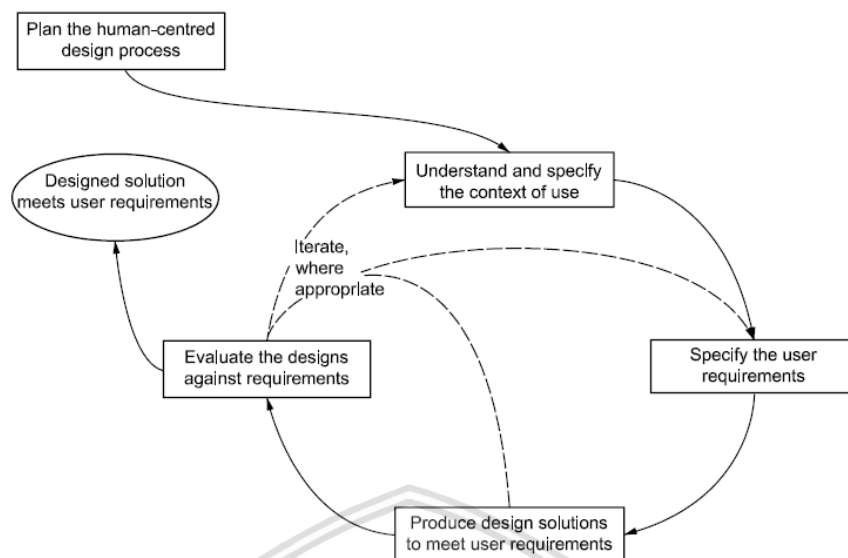 Plan the human-centred
design process
Understand and specify
the context of use
Designed solution
meets user requirements
Iterate,
where
appropriate
Evaluate the designs
against requirements
Specify the user
requirements
Produce design solutions
to meet user requirements